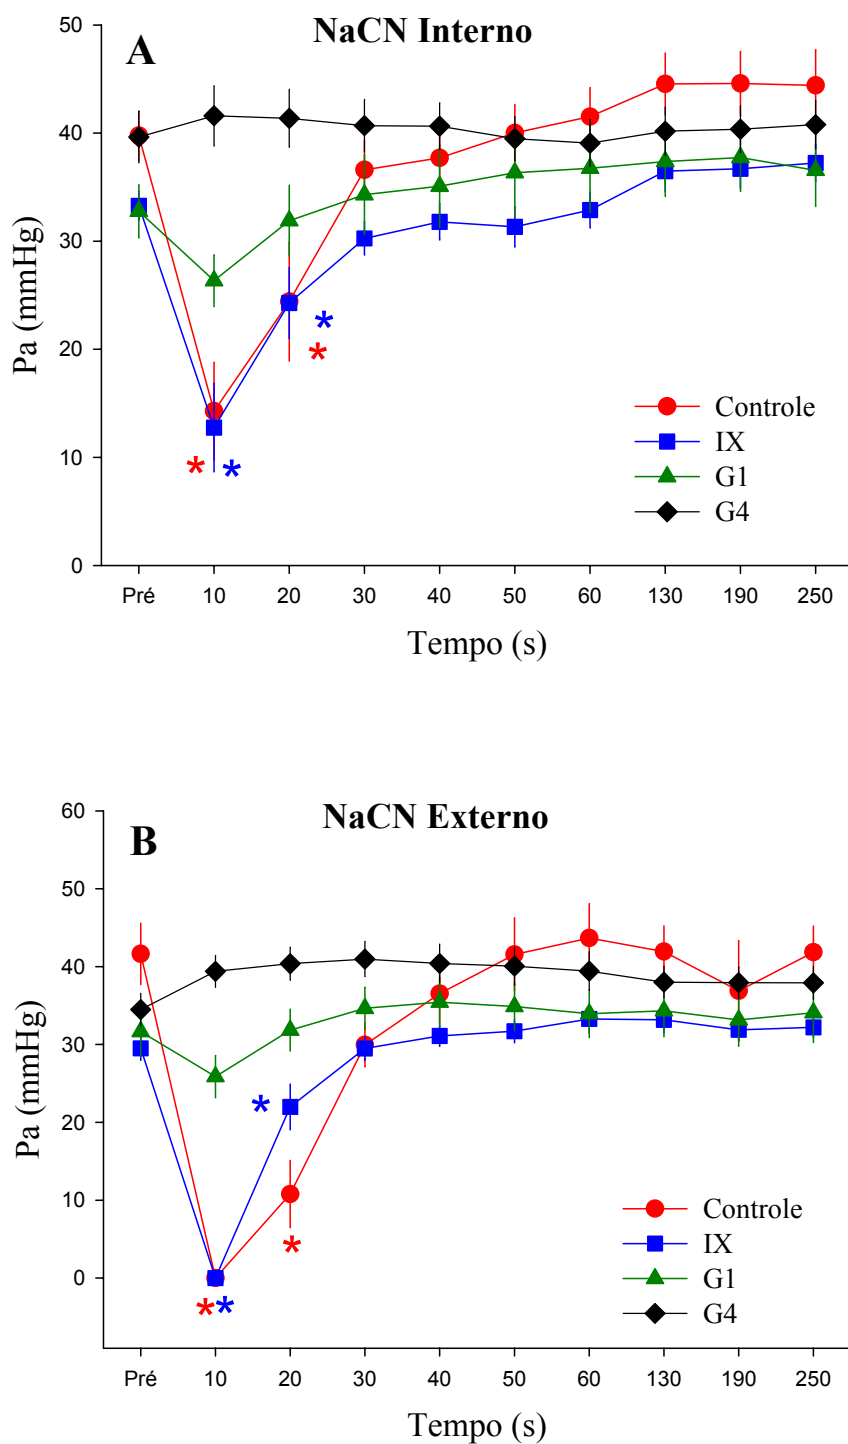 NaCN Interno
A
50
40
30
20
10
0
Pa (mmHg)
* *
* *
Controle
IX
G1
G4
Pré 10 20 30 40 50 60 130 190 250
Tempo (s)
NaCN Externo
B
60
50
40
30
20
10
0
Pa (mmHg)
*
*
* *
Controle
IX
G1
G4
Pré 10 20 30 40 50 60 130 190 250
Tempo (s)